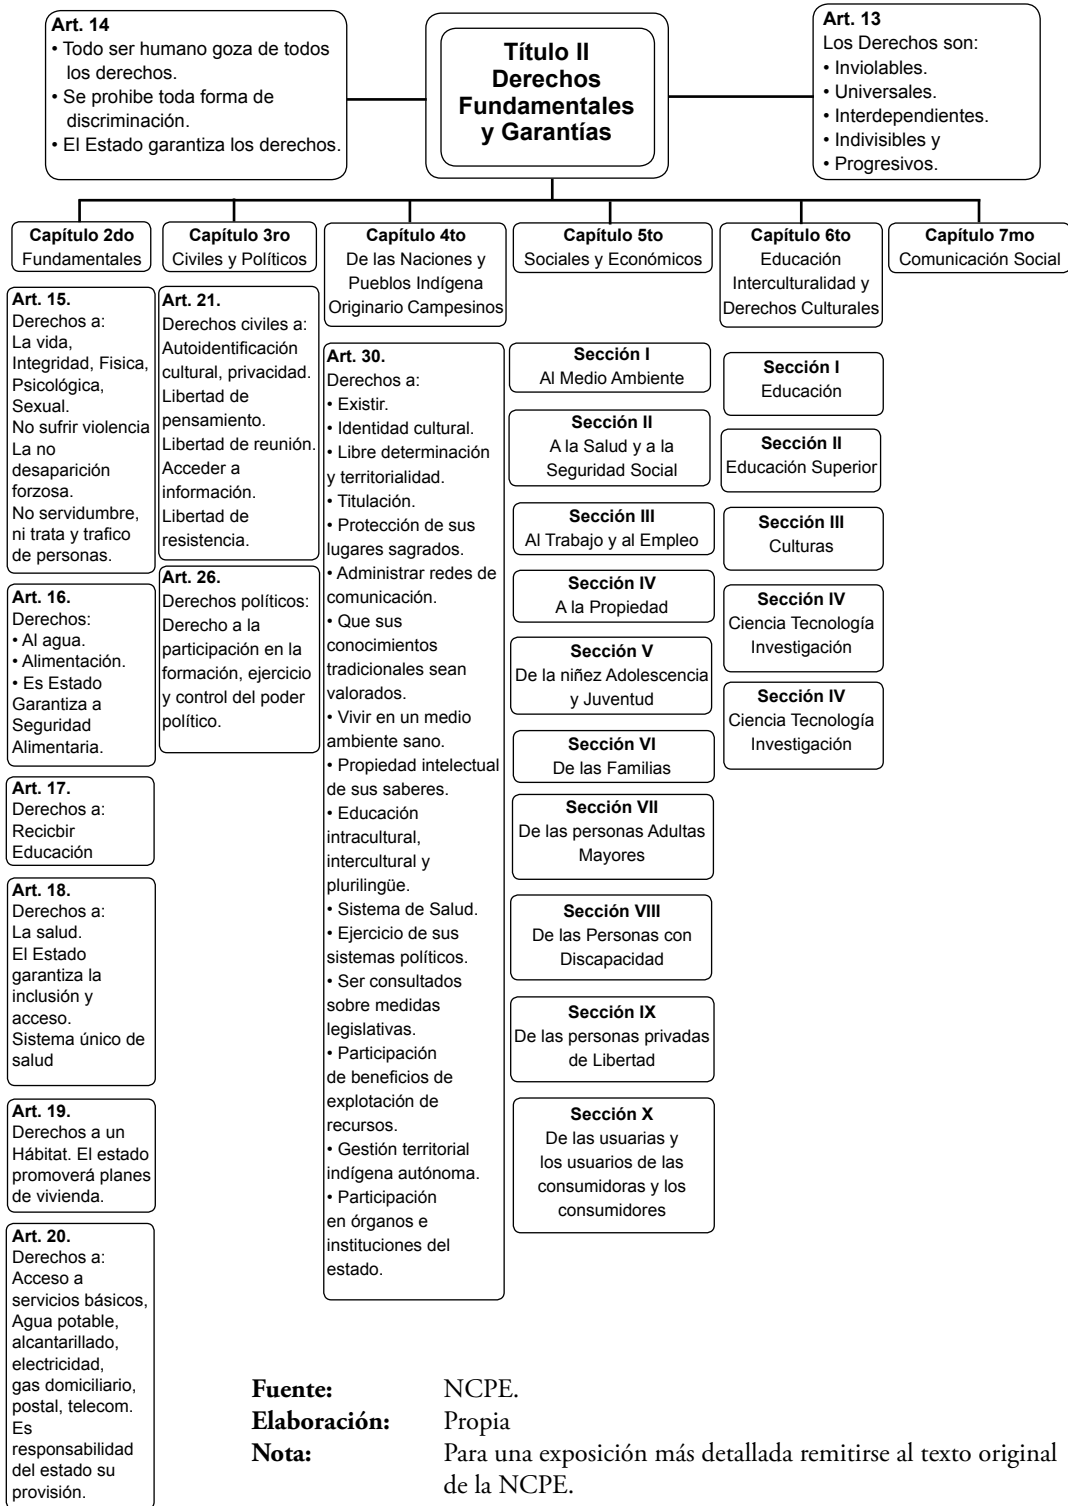 Art. 14
• Todo ser humano goza de todos
los derechos.
• Se prohibe toda forma de
discriminación.
• El Estado garantiza los derechos.
Título II
Derechos
Fundamentales
y Garantías
Art. 13
Los Derechos son:
• Inviolables.
• Universales.
• Interdependientes.
• Indivisibles y
• Progresivos.
Capítulo 2do
Fundamentales
Art. 15.
Derechos a:
La vida,
Integridad, Fisica,
Psicológica,
Sexual.
No sufrir violencia
La no
desaparición
forzosa.
No servidumbre,
ni trata y trafico
de personas.
Art. 16.
Derechos:
• Al agua.
• Alimentación.
• Es Estado
Garantiza a
Seguridad
Alimentaria.
Art. 17.
Derechos a:
Recicbir
Educación
Art. 18.
Derechos a:
La salud.
El Estado
garantiza la
inclusión y
acceso.
Sistema único de
salud
Art. 19.
Derechos a un
Hábitat. El estado
promoverá planes
de vivienda.
Art. 20.
Derechos a:
Acceso a
servicios básicos,
Agua potable,
alcantarillado,
electricidad,
gas domiciliario,
postal, telecom.
Es
responsabilidad
del estado su
provisión.
Capítulo 3ro
Civiles y Políticos
Art. 21.
Derechos civiles a:
Autoidentificación
cultural, privacidad.
Libertad de
pensamiento.
Libertad de reunión.
Acceder a
información.
Libertad de
resistencia.
Art. 26.
Derechos políticos:
Derecho a la
participación en la
formación, ejercicio
y control del poder
político.
Capítulo 4to
De las Naciones y
Pueblos Indígena
Originario Campesinos
Art. 30.
Derechos a:
• Existir.
• Identidad cultural.
• Libre determinación
y territorialidad.
• Titulación.
• Protección de sus
lugares sagrados.
• Administrar redes de
comunicación.
• Que sus
conocimientos
tradicionales sean
valorados.
• Vivir en un medio
ambiente sano.
• Propiedad intelectual
de sus saberes.
• Educación
intracultural,
intercultural y
plurilingüe.
• Sistema de Salud.
• Ejercicio de sus
sistemas políticos.
• Ser consultados
sobre medidas
legislativas.
• Participación
de beneficios de
explotación de
recursos.
• Gestión territorial
indígena autónoma.
• Participación
en órganos e
instituciones del
estado.
Capítulo 5to
Sociales y Económicos
Sección I
Al Medio Ambiente
Sección II
A la Salud y a la
Seguridad Social
Sección III
Al Trabajo y al Empleo
Sección IV
A la Propiedad
Sección V
De la niñez Adolescencia
y Juventud
Sección VI
De las Familias
Sección VII
De las personas Adultas
Mayores
Sección VIII
De las Personas con
Discapacidad
Sección IX
De las personas privadas
de Libertad
Sección X
De las usuarias y
los usuarios de las
consumidoras y los
consumidores
Capítulo 6to
Educación
Interculturalidad y
Derechos Culturales
Sección I
Educación
Sección II
Educación Superior
Sección III
Culturas
Sección IV
Ciencia Tecnología
Investigación
Sección IV
Ciencia Tecnología
Investigación
Capítulo 7mo
Comunicación Social
Fuente: NCPE.
Elaboración: Propia
Nota: Para una exposición más detallada remitirse al texto original
de la NCPE.